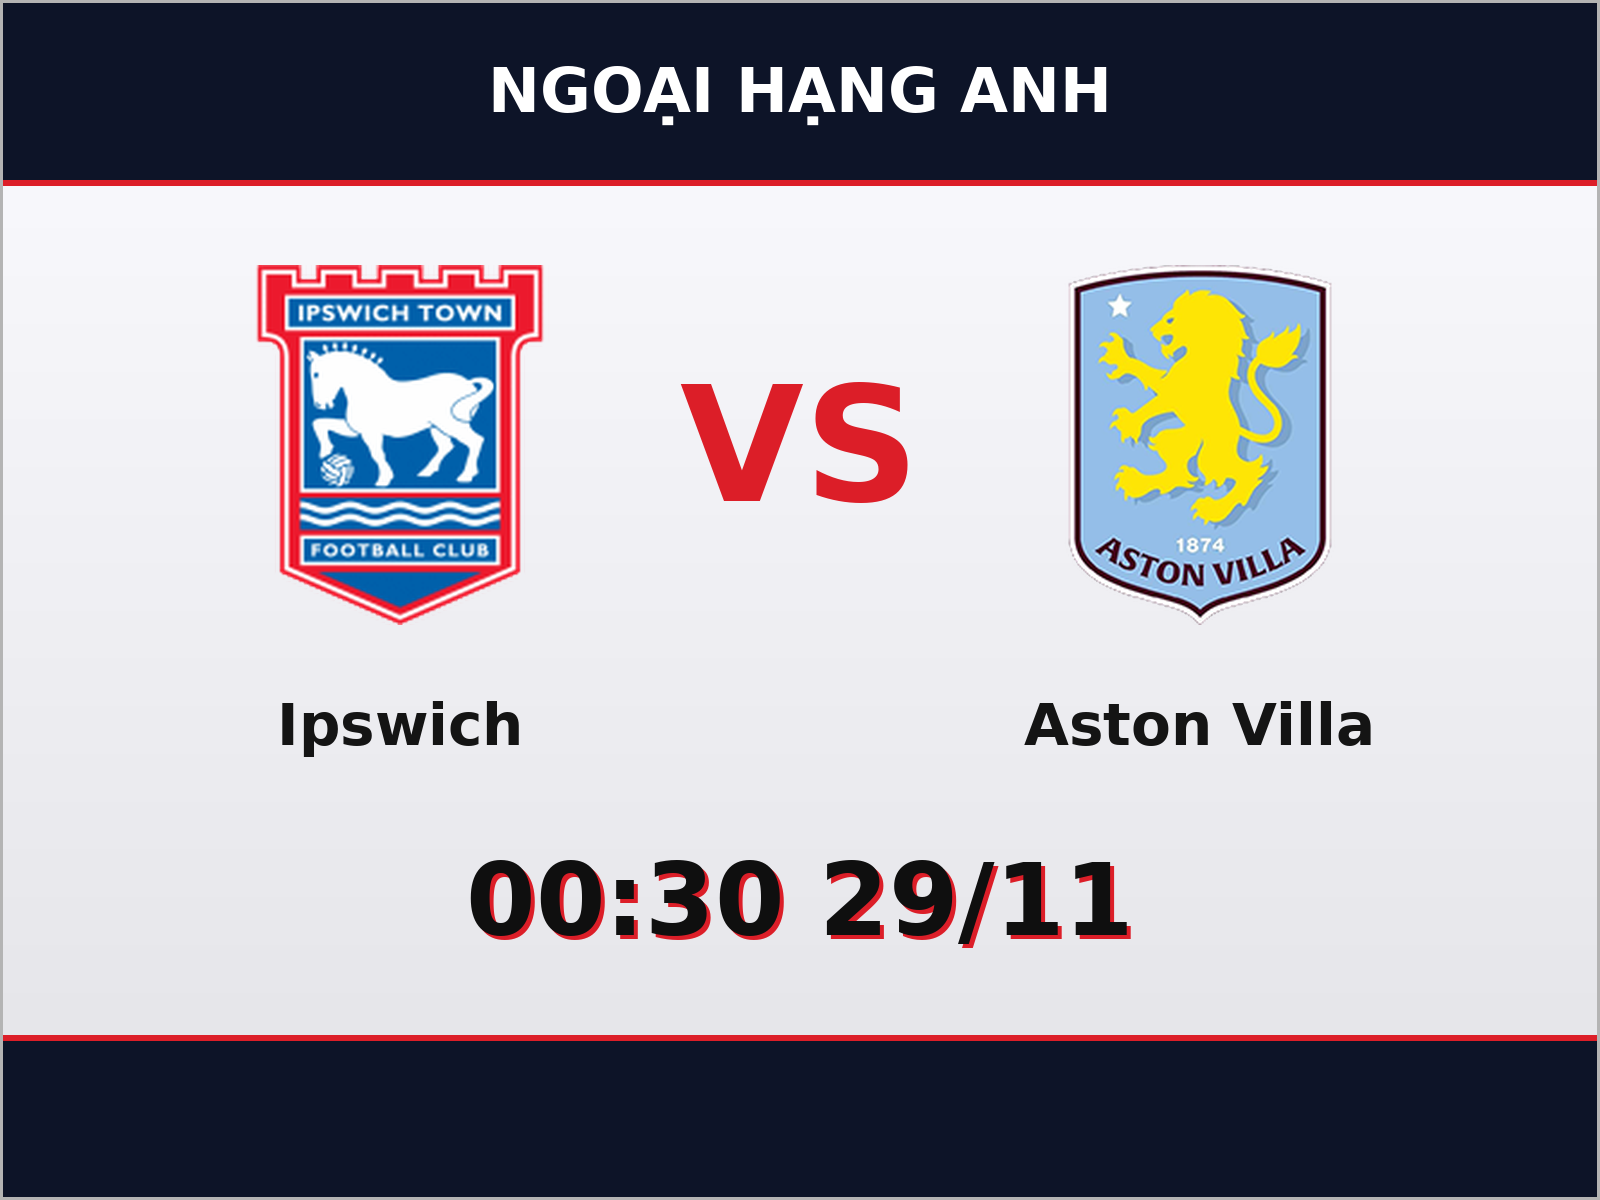 NGOẠI HẠNG ANH
IPSWICH TOWN
FOOTBALL CLUB
VS
1874
ASTON VILLA
Ipswich
Aston Villa
00:30 29/11